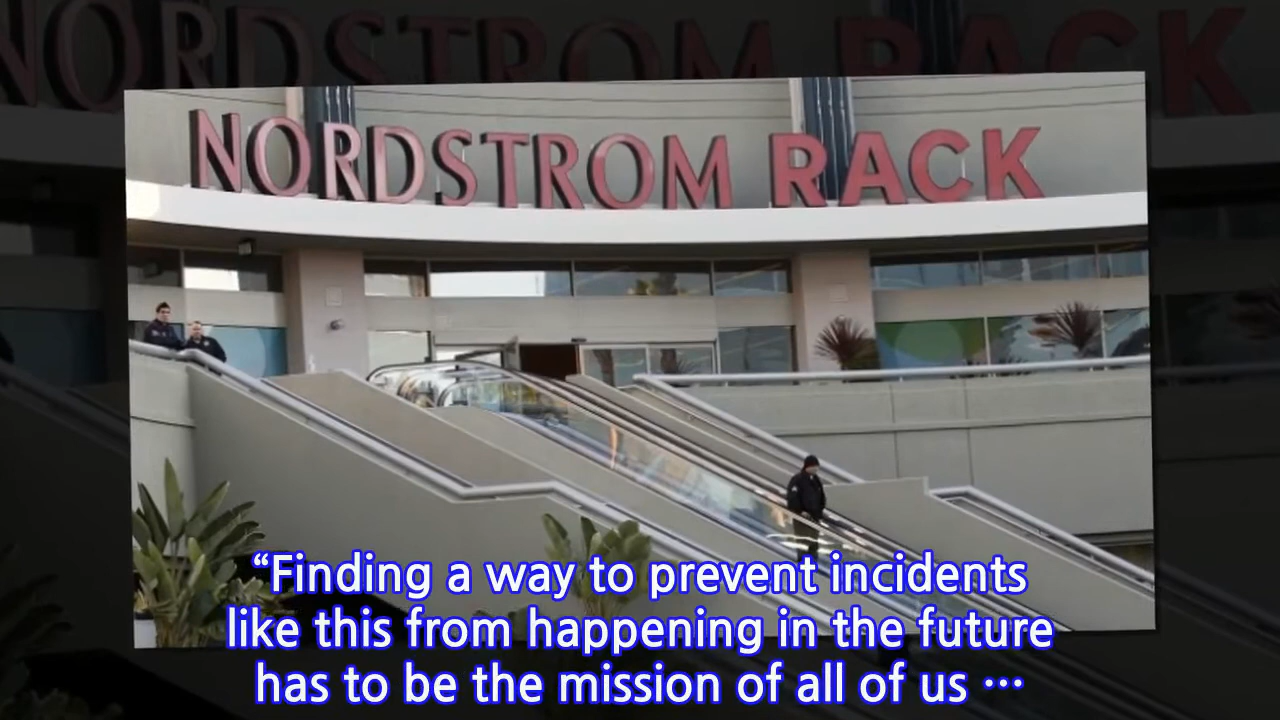 NORDSTROM RACK
“Finding a way to prevent incidents
like this from happening in the future
has to be the mission of all of us ⋯